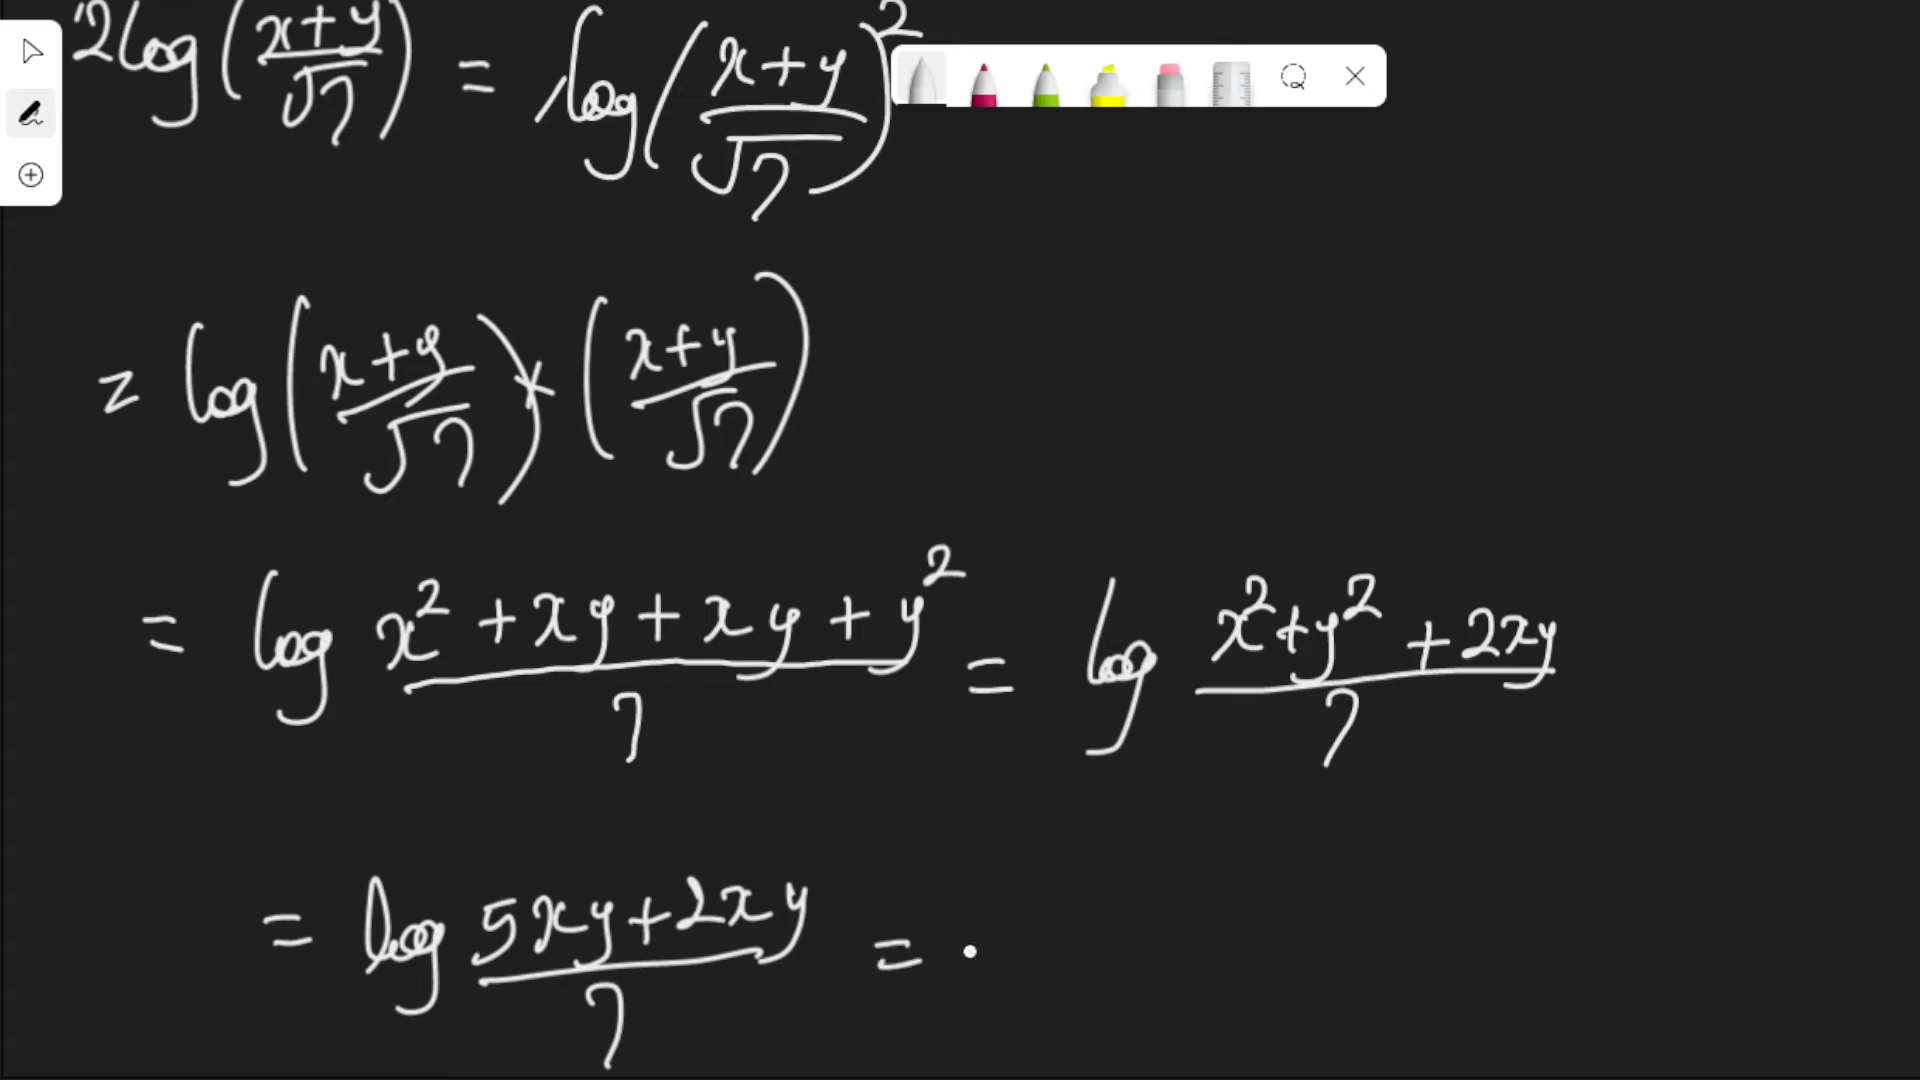 2log(x+y/√7) = log(x+y/√7)²
= log(x+y/√7)×(x+y/√7)
= log x²+xy+xy+y²/7 = log x²+y²+2xy/7
= log 5xy+2xy/7 =